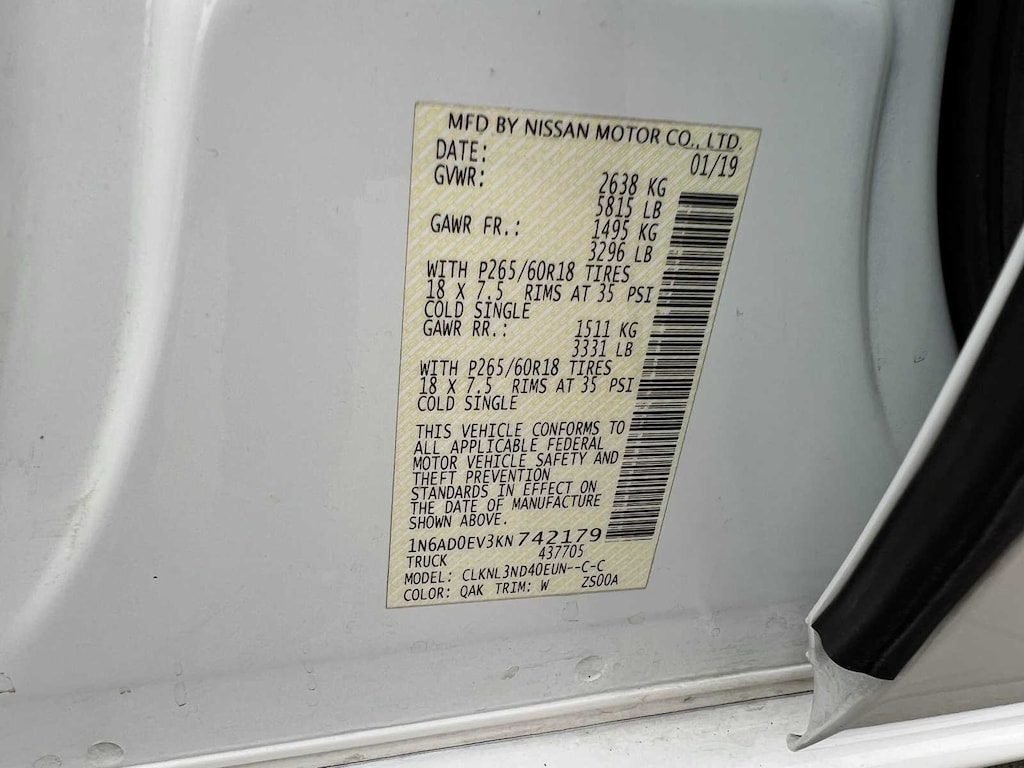 MFD BY NISSAN MOTOR CO., LTD.
DATE: 01/19
GVWR: 2638 KG
5815 LB
GAWR FR.: 1495 KG
3296 LB
WITH P265/60R18 TIRES
18 X 7.5 RIMS AT 35 PSI
COLD SINGLE
GAWR RR.: 1511 KG
3331 LB
WITH P265/60R18 TIRES
18 X 7.5 RIMS AT 35 PSI
COLD SINGLE
THIS VEHICLE CONFORMS TO
ALL APPLICABLE FEDERAL
MOTOR VEHICLE SAFETY AND
THEFT PREVENTION
STANDARDS IN EFFECT ON
THE DATE OF MANUFACTURE
SHOWN ABOVE.
1N6AD0EV3KN742179
TRUCK 437705
MODEL: CLKNL3ND40EUN--C-C
COLOR: QAK TRIM: W ZS00A